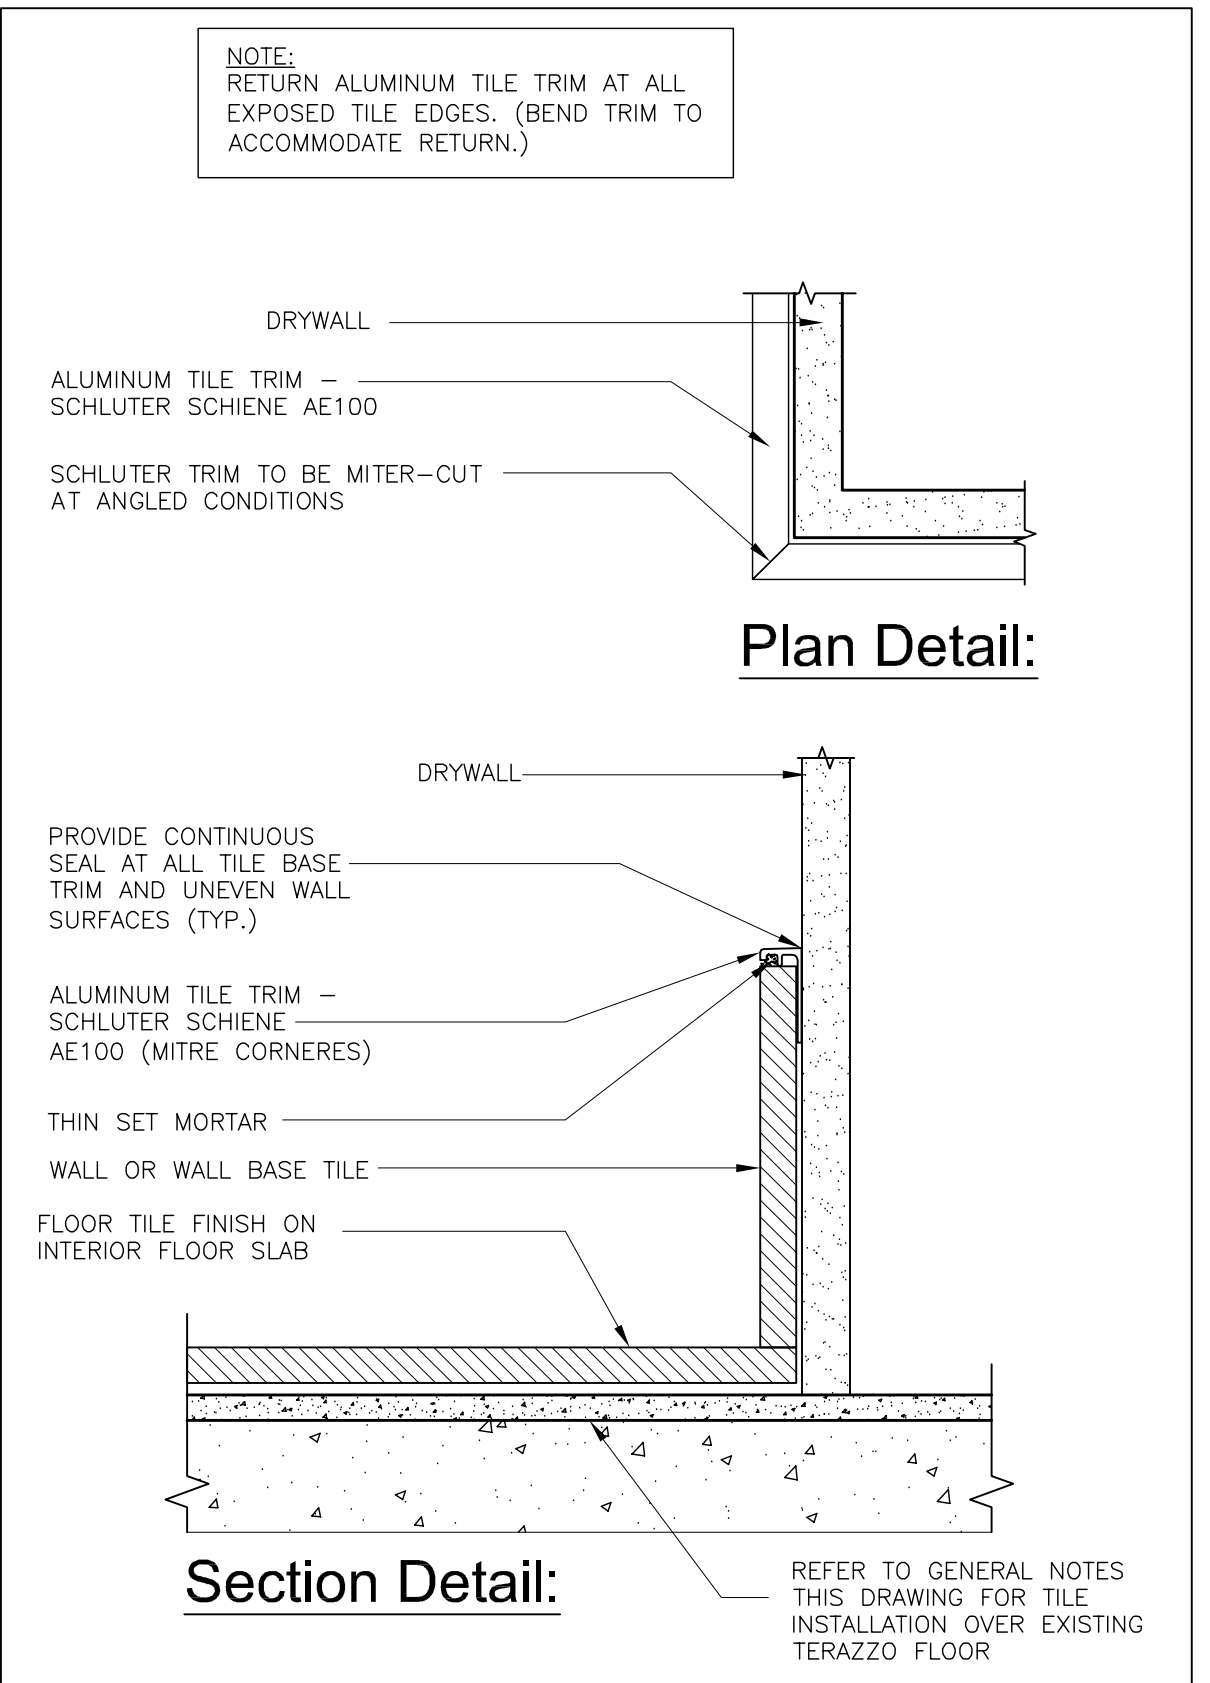 NOTE:
RETURN ALUMINUM TILE TRIM AT ALL
EXPOSED TILE EDGES. (BEND TRIM TO
ACCOMMODATE RETURN.)
DRYWALL
ALUMINUM TILE TRIM –
SCHLUTER SCHIENE AE100
SCHLUTER TRIM TO BE MITER–CUT
AT ANGLED CONDITIONS
Plan Detail:
DRYWALL
PROVIDE CONTINUOUS
SEAL AT ALL TILE BASE
TRIM AND UNEVEN WALL
SURFACES (TYP.)
ALUMINUM TILE TRIM –
SCHLUTER SCHIENE
AE100 (MITRE CORNERES)
THIN SET MORTAR
WALL OR WALL BASE TILE
FLOOR TILE FINISH ON
INTERIOR FLOOR SLAB
Section Detail:
REFER TO GENERAL NOTES
THIS DRAWING FOR TILE
INSTALLATION OVER EXISTING
TERAZZO FLOOR